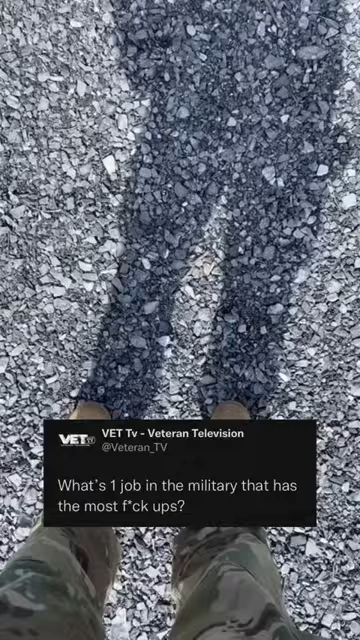 VET Tv
VET Tv - Veteran Television
@Veteran_TV
What's 1 job in the military that has
the most f*ck ups?